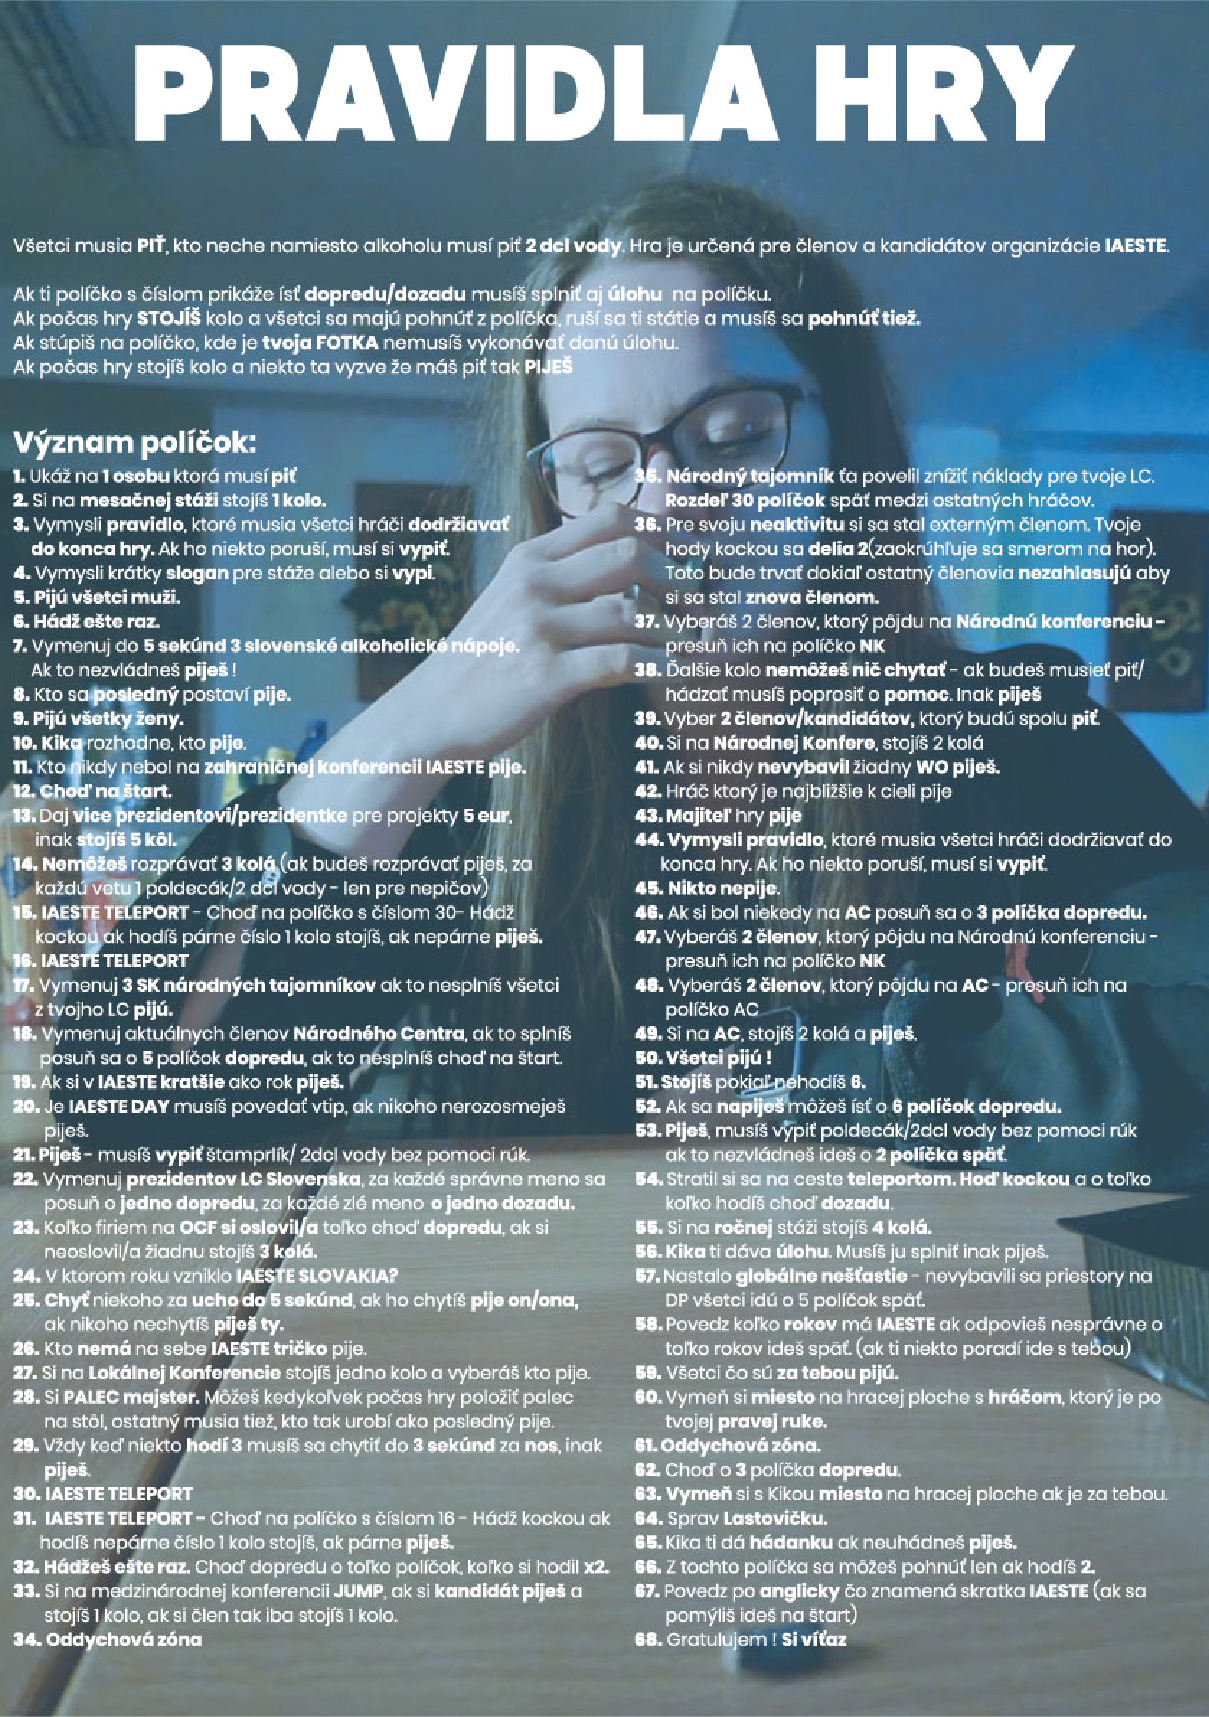 PRAVIDLA HRY
Všetci musia PIŤ, kto neche namiesto alkoholu musí piť 2 dcl vody. Hra je určená pre členov a kandidátov organizácie IAESTE.
Ak ti políčko s číslom prikáže ísť dopredu/dozadu musíš splniť aj úlohu na políčku.
Ak počas hry STOJÍŠ kolo a všetci sa majú pohnúť z políčka, ruší sa ti státie a musíš sa pohnúť tiež.
Ak stúpiš na políčko, kde je tvoja FOTKA nemusíš vykonávať danú úlohu.
Ak počas hry stojíš kolo a niekto ta vyzve že máš piť tak PIJEŠ
Význam políčok:
1. Ukáž na 1 osobu ktorá musí piť
2. Si na mesačnej stáži stojíš 1 kolo.
3. Vymysli pravidlo, ktoré musia všetci hráči dodržiavať
do konca hry. Ak ho niekto poruší, musí si vypiť.
4. Vymysli krátky slogan pre stáže alebo si vypi.
5. Pijú všetci muži.
6. Hádž ešte raz.
7. Vymenuj do 5 sekúnd 3 slovenské alkoholické nápoje.
Ak to nezvládneš piješ !
8. Kto sa posledný postaví pije.
9. Pijú všetky ženy.
10. Kika rozhodne, kto pije.
11. Kto nikdy nebol na zahraničnej konferencii IAESTE pije.
12. Choď na štart.
13. Daj vice prezidentovi/prezidentke pre projekty 5 eur,
inak stojíš 5 kôl.
14. Nemôžeš rozprávať 3 kolá (ak budeš rozprávať piješ, za
každú vetu 1 poldecák/2 dcl vody - len pre nepičov)
15. IAESTE TELEPORT - Choď na políčko s číslom 30- Hádž
kockou ak hodíš párne číslo 1 kolo stojíš, ak nepárne piješ.
16. IAESTE TELEPORT
17. Vymenuj 3 SK národných tajomníkov ak to nesplníš všetci
z tvojho LC pijú.
18. Vymenuj aktuálnych členov Národného Centra, ak to splníš
posuň sa o 5 políčok dopredu, ak to nesplníš choď na štart.
19. Ak si v IAESTE kratšie ako rok piješ.
20. Je IAESTE DAY musíš povedať vtip, ak nikoho nerozosmeješ
piješ.
21. Piješ - musíš vypiť štamprlík/ 2dcl vody bez pomoci rúk.
22. Vymenuj prezidentov LC Slovenska, za každé správne meno sa
posuň o jedno dopredu, za každé zlé meno o jedno dozadu.
23. Koľko firiem na OCF si oslovil/a toľko choď dopredu, ak si
neoslovil/a žiadnu stojíš 3 kolá.
24. V ktorom roku vzniklo IAESTE SLOVAKIA?
25. Chyť niekoho za ucho do 5 sekúnd, ak ho chytíš pije on/ona,
ak nikoho nechytíš piješ ty.
26. Kto nemá na sebe IAESTE tričko pije.
27. Si na Lokálnej Konferencie stojíš jedno kolo a vyberáš kto pije.
28. Si PALEC majster. Môžeš kedykoľvek počas hry položiť palec
na stôl, ostatný musia tiež, kto tak urobí ako posledný pije.
29. Vždy keď niekto hodí 3 musíš sa chytiť do 3 sekúnd za nos, inak
piješ.
30. IAESTE TELEPORT
31. IAESTE TELEPORT - Choď na políčko s číslom 16 - Hádž kockou ak
hodíš nepárne číslo 1 kolo stojíš, ak párne piješ.
32. Hádžeš ešte raz. Choď dopredu o toľko políčok, koľko si hodil x2.
33. Si na medzinárodnej konferencii JUMP, ak si kandidát piješ a
stojíš 1 kolo, ak si člen tak iba stojíš 1 kolo.
34. Oddychová zóna
35. Národný tajomník ťa povelil znížiť náklady pre tvoje LC.
Rozdeľ 30 políčok späť medzi ostatných hráčov.
36. Pre svoju neaktivitu si sa stal externým členom. Tvoje
hody kockou sa delia 2(zaokrúhľuje sa smerom na hor).
Toto bude trvať dokiaľ ostatný členovia nezahlasujú aby
si sa stal znova členom.
37. Vyberáš 2 členov, ktorý pôjdu na Národnú konferenciu -
presuň ich na políčko NK
38. Ďalšie kolo nemôžeš nič chytať - ak budeš musieť piť/
hádzať musíš poprosiť o pomoc. Inak piješ
39. Vyber 2 členov/kandidátov, ktorý budú spolu piť.
40. Si na Národnej Konfere, stojíš 2 kolá
41. Ak si nikdy nevybavil žiadny WO piješ.
42. Hráč ktorý je najbližšie k cieli pije
43. Majiteľ hry pije
44. Vymysli pravidlo, ktoré musia všetci hráči dodržiavať do
konca hry. Ak ho niekto poruší, musí si vypiť.
45. Nikto nepije.
46. Ak si bol niekedy na AC posuň sa o 3 políčka dopredu.
47. Vyberáš 2 členov, ktorý pôjdu na Národnú konferenciu -
presuň ich na políčko NK
48. Vyberáš 2 členov, ktorý pôjdu na AC - presuň ich na
políčko AC
49. Si na AC, stojíš 2 kolá a piješ.
50. Všetci pijú !
51. Stojíš pokiaľ nehodíš 6.
52. Ak sa napiješ môžeš ísť o 6 políčok dopredu.
53. Piješ, musíš vypiť poldecák/2dcl vody bez pomoci rúk
ak to nezvládneš ideš o 2 políčka späť.
54. Stratil si sa na ceste teleportom. Hoď kockou a o toľko
koľko hodíš choď dozadu.
55. Si na ročnej stáži stojíš 4 kolá.
56. Kika ti dáva úlohu. Musíš ju splniť inak piješ.
57. Nastalo globálne nešťastie - nevybavili sa priestory na
DP všetci idú o 5 políčok späť.
58. Povedz koľko rokov má IAESTE ak odpovieš nesprávne o
toľko rokov ideš späť. (ak ti niekto poradí ide s tebou)
59. Všetci čo sú za tebou pijú.
60. Vymeň si miesto na hracej ploche s hráčom, ktorý je po
tvojej pravej ruke.
61. Oddychová zóna.
62. Choď o 3 políčka dopredu.
63. Vymeň si s Kikou miesto na hracej ploche ak je za tebou.
64. Sprav Lastovičku.
65. Kika ti dá hádanku ak neuhádneš piješ.
66. Z tochto políčka sa môžeš pohnúť len ak hodíš 2.
67. Povedz po anglicky čo znamená skratka IAESTE (ak sa
pomýliš ideš na štart)
68. Gratulujem ! Si víťaz